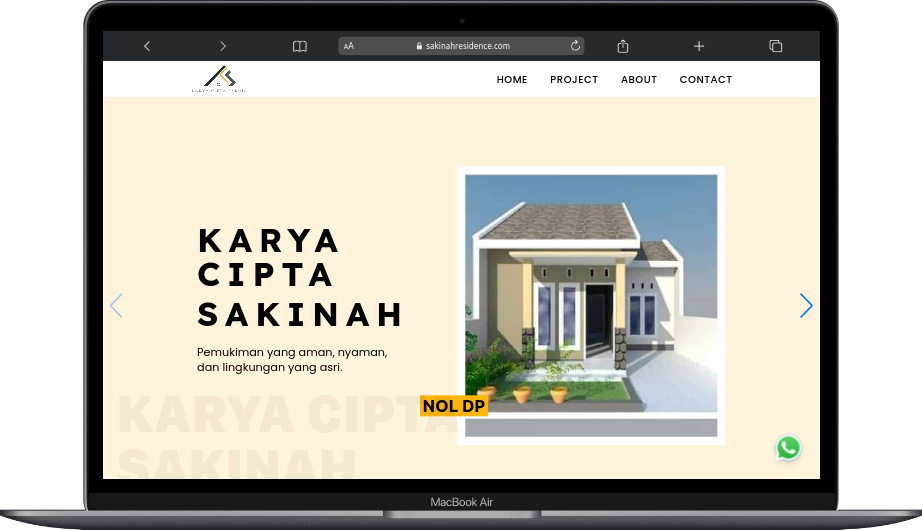 AA sakinahresidence.com
HOME PROJECT ABOUT CONTACT
KARYA
CIPTA
SAKINAH
Pemukiman yang aman, nyaman,
dan lingkungan yang asri.
KARYA CIPTA
SAKINAH
NOL DP
MacBook Air